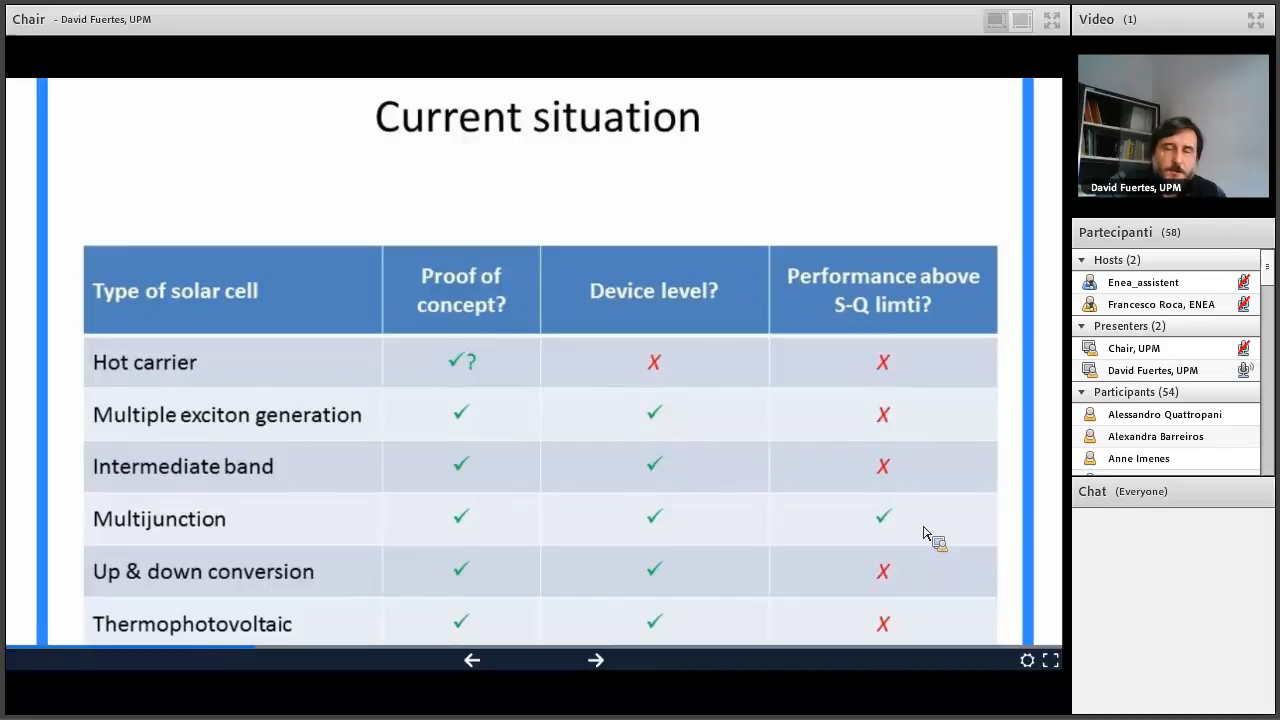 Chair - David Fuertes, UPM
Current situation
Type of solar cell
Proof of
concept?
Device level?
Performance above
S-Q limti?
Hot carrier ✓? X X
Multiple exciton generation ✓ ✓ X
Intermediate band ✓ ✓ X
Multijunction ✓ ✓ ✓
Up & down conversion ✓ ✓ X
Thermophotovoltaic ✓ ✓ X
Video (1)
David Fuertes, UPM
Partecipanti (58)
Hosts (2)
Enea_assistent
Francesco Roca, ENEA
Presenters (2)
Chair, UPM
David Fuertes, UPM
Participants (54)
Alessandro Quattropani
Alexandra Barreiros
Anne Imenes
Chat (Everyone)